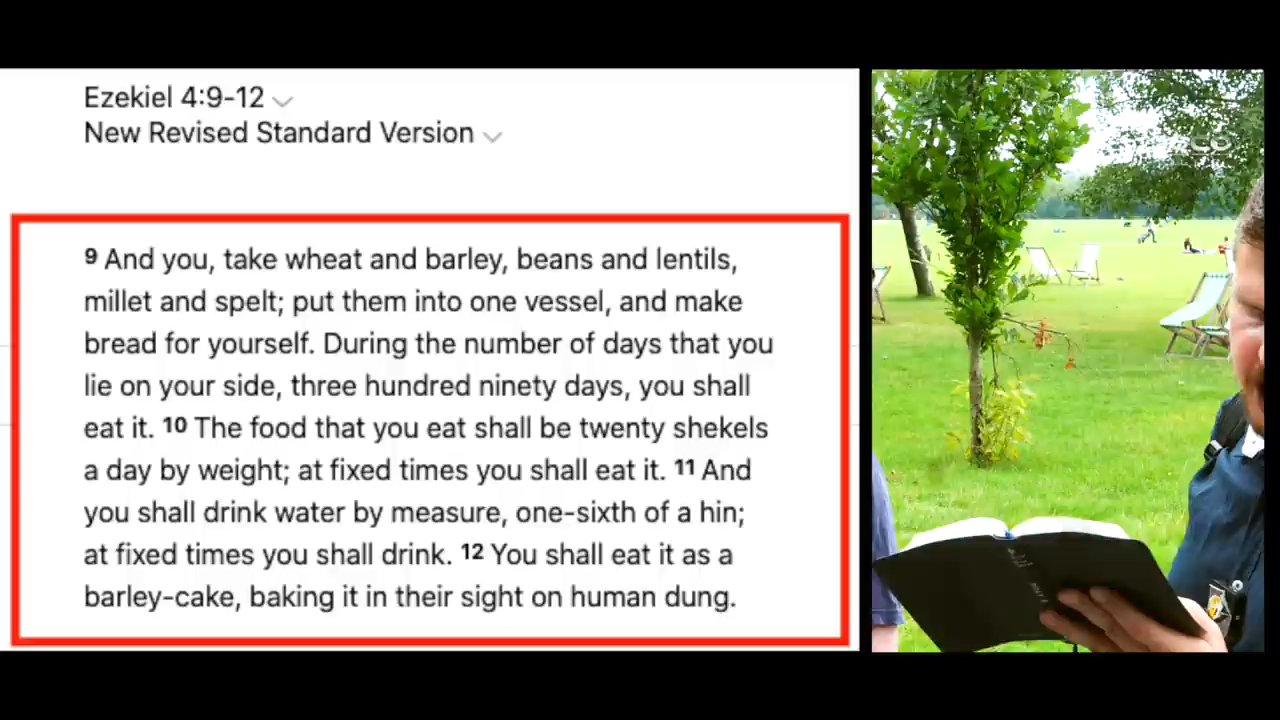 Ezekiel 4:9-12
New Revised Standard Version
9 And you, take wheat and barley, beans and lentils,
millet and spelt; put them into one vessel, and make
bread for yourself. During the number of days that you
lie on your side, three hundred ninety days, you shall
eat it. 10 The food that you eat shall be twenty shekels
a day by weight; at fixed times you shall eat it. 11 And
you shall drink water by measure, one-sixth of a hin;
at fixed times you shall drink. 12 You shall eat it as a
barley-cake, baking it in their sight on human dung.